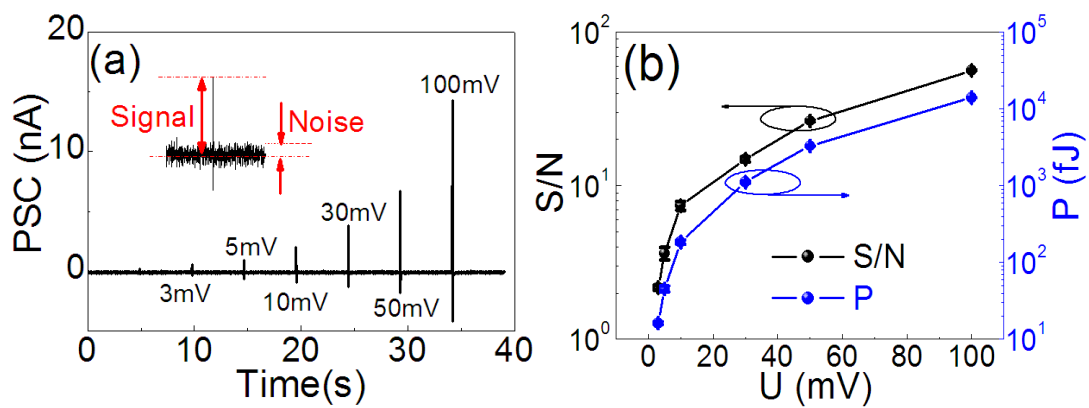 (a)
PSC (nA)
20
10
0
Signal
Noise
100mV
30mV
5mV
3mV
10mV
50mV
0 10 20 30 40
Time(s)
(b)
S/N
10²
10¹
10⁰
P (fJ)
10⁵
10⁴
10³
10²
10¹
S/N
P
0 20 40 60 80 100
U (mV)